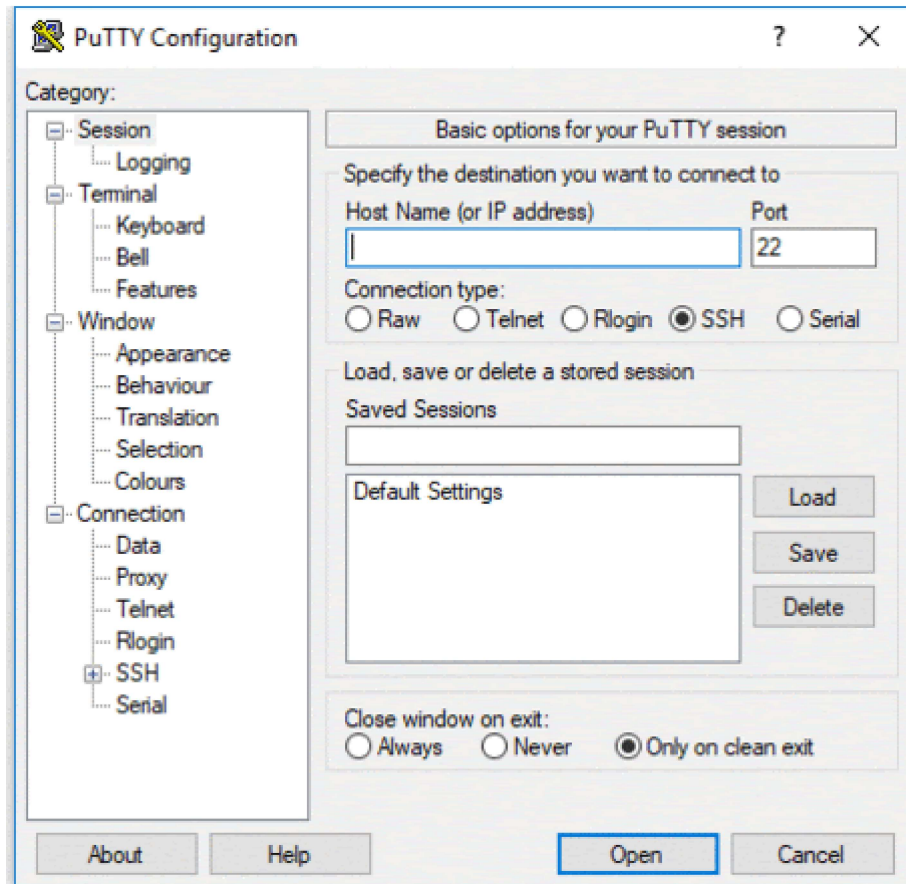 PuTTY Configuration
?
Category:
Session
Logging
Terminal
Keyboard
Bell
Features
Window
Appearance
Behaviour
Translation
Selection
Colours
Connection
Data
Proxy
Telnet
Rlogin
SSH
Serial
Basic options for your PuTTY session
Specify the destination you want to connect to
Host Name (or IP address) Port
22
Connection type:
Raw Telnet Rlogin SSH Serial
Load, save or delete a stored session
Saved Sessions
Default Settings
Load
Save
Delete
Close window on exit:
Always Never Only on clean exit
About Help Open Cancel